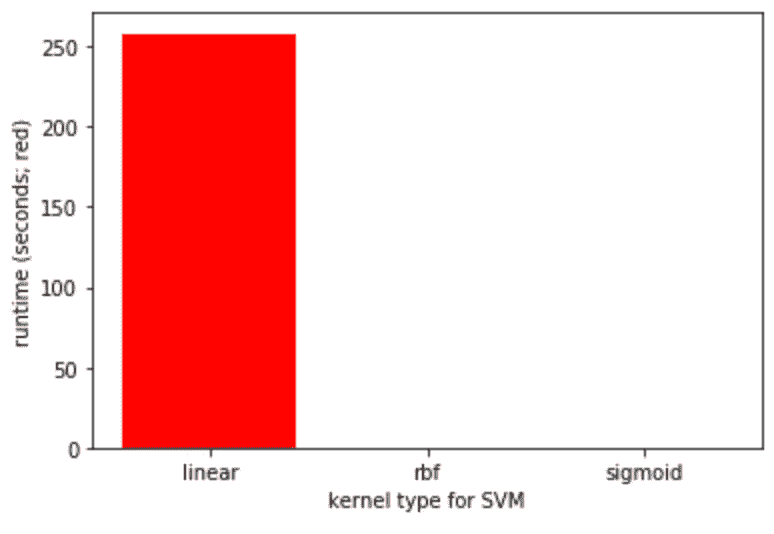 250
200
150
100
50
0
runtime (seconds; red)
linear rbf sigmoid
kernel type for SVM